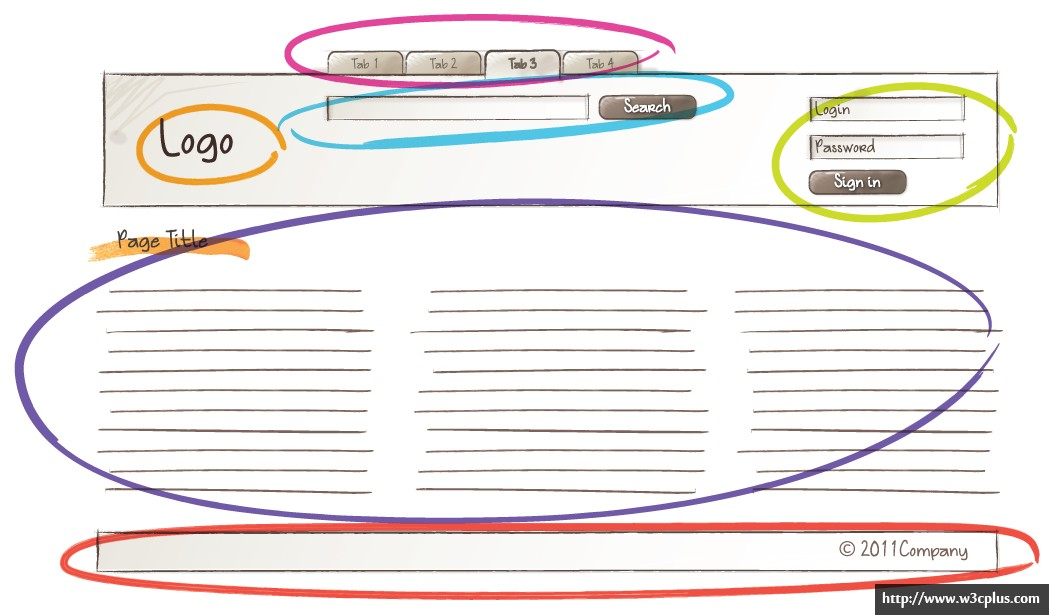 Tab 1
Tab 2
Tab 3
Tab 4
Search
Logo
Login
Password
Sign in
Page Title
© 2011Company
http://www.w3cplus.com